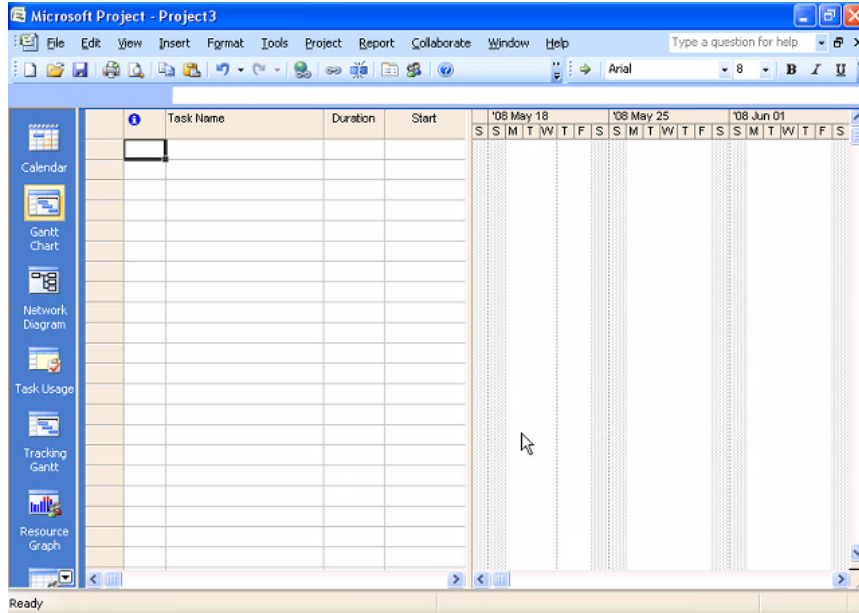 Microsoft Project - Project3
File Edit View Insert Format Tools Project Report Collaborate Window Help Type a question for help
Arial 8 B I U
Task Name Duration Start '08 May 18 '08 May 25 '08 Jun 01
S S M T W T F S S M T W T F S S M T W T F S
Calendar
Gantt
Chart
Network
Diagram
Task Usage
Tracking
Gantt
Resource
Graph
Ready